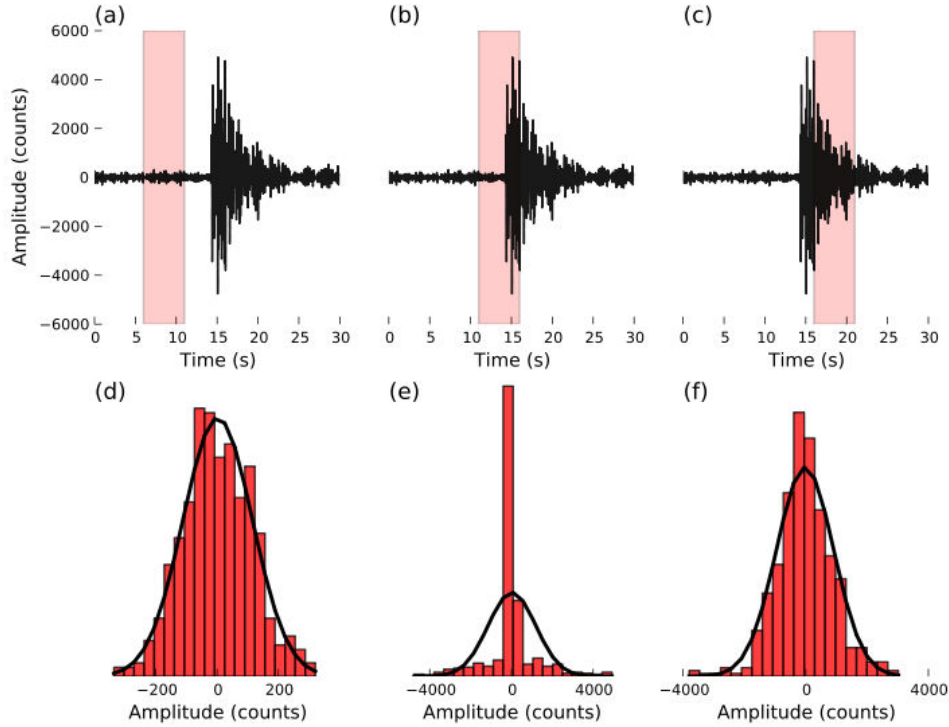 (a) (b) (c)
6000
4000
2000
0
−2000
−4000
−6000
Amplitude (counts)
0 5 10 15 20 25 30 0 5 10 15 20 25 30 0 5 10 15 20 25 30
Time (s) Time (s) Time (s)
(d) (e) (f)
−200 0 200 −4000 0 4000 −4000 0 4000
Amplitude (counts) Amplitude (counts) Amplitude (counts)